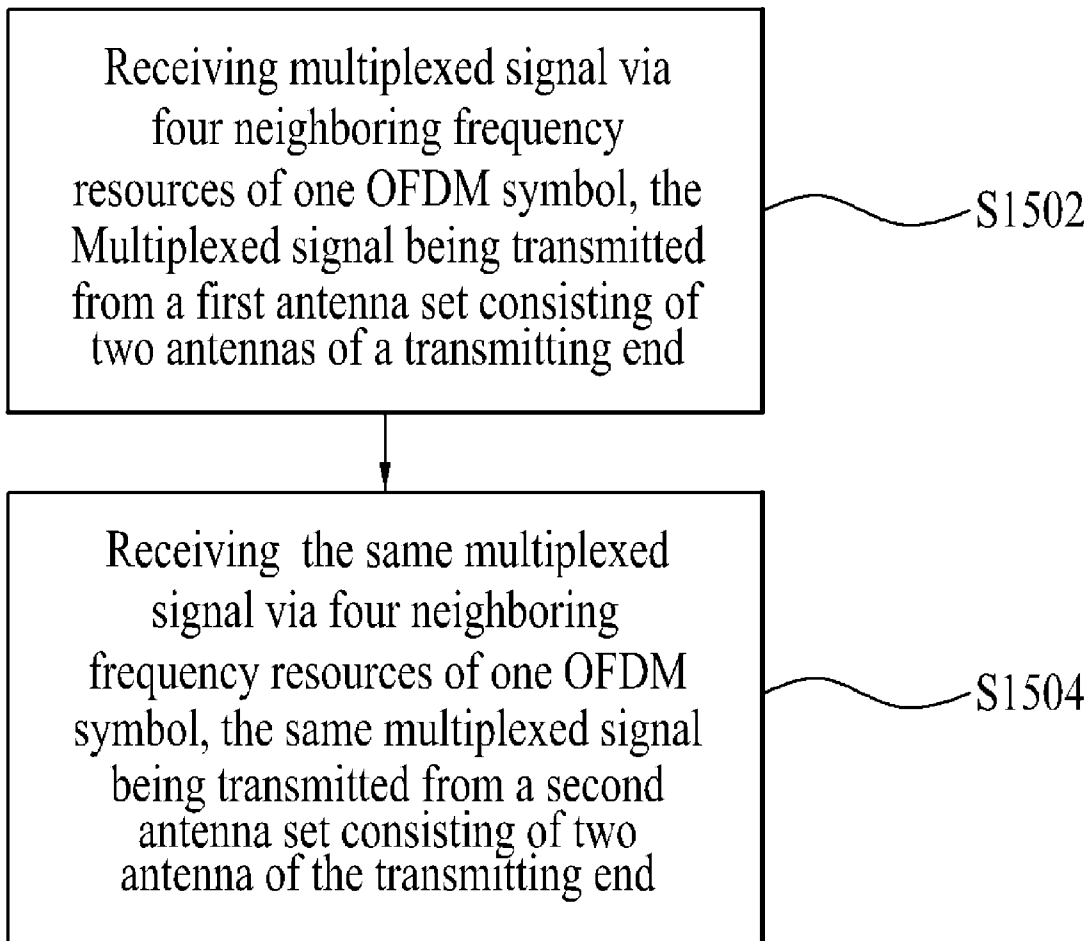 Receiving multiplexed signal via
four neighboring frequency
resources of one OFDM symbol, the
Multiplexed signal being transmitted
from a first antenna set consisting of
two antennas of a transmitting end
S1502
Receiving the same multiplexed
signal via four neighboring
frequency resources of one OFDM
symbol, the same multiplexed signal
being transmitted from a second
antenna set consisting of two
antenna of the transmitting end
S1504